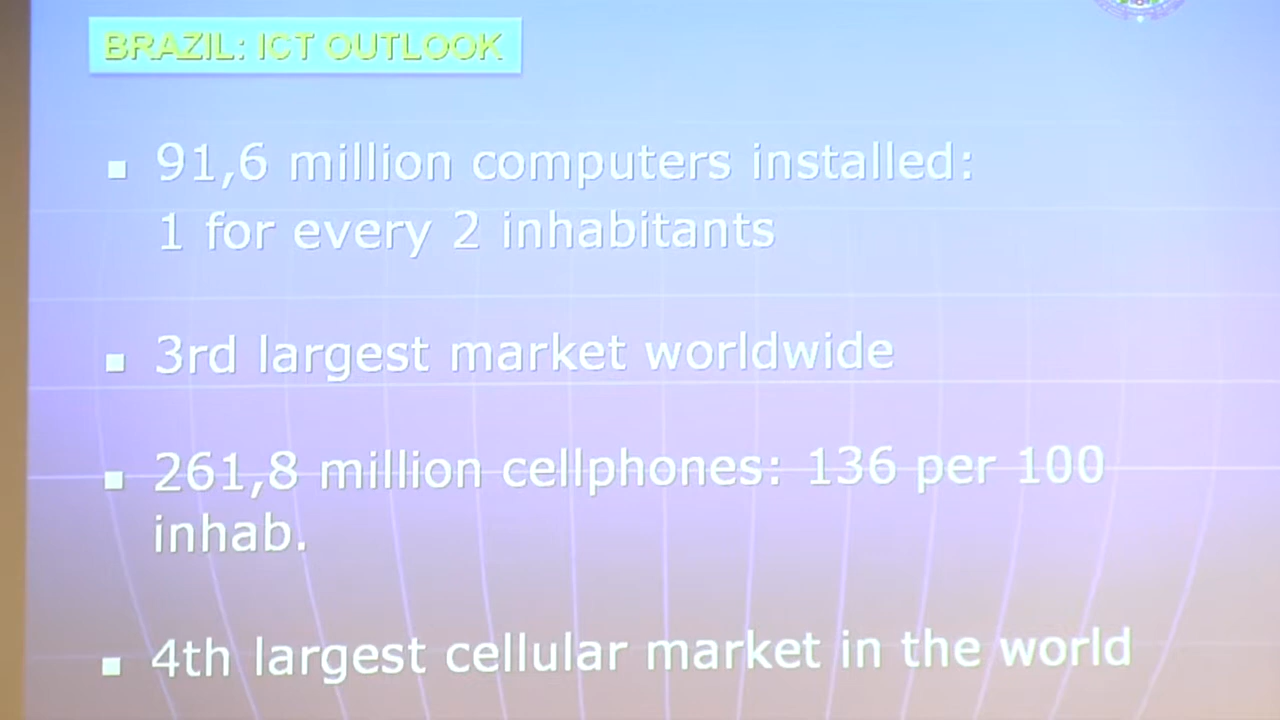 BRAZIL: ICT OUTLOOK
91,6 million computers installed:
1 for every 2 inhabitants
3rd largest market worldwide
261,8 million cellphones: 136 per 100
inhab.
4th largest cellular market in the world